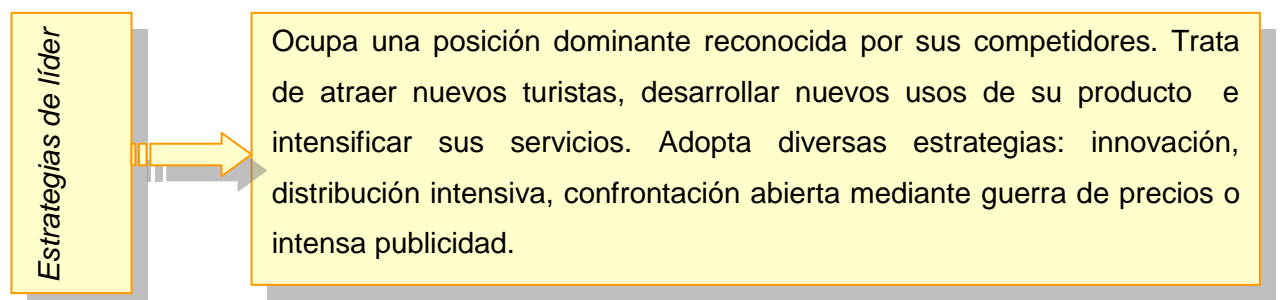 Estrategias de líder
Ocupa una posición dominante reconocida por sus competidores. Trata
de atraer nuevos turistas, desarrollar nuevos usos de su producto e
intensificar sus servicios. Adopta diversas estrategias: innovación,
distribución intensiva, confrontación abierta mediante guerra de precios o
intensa publicidad.